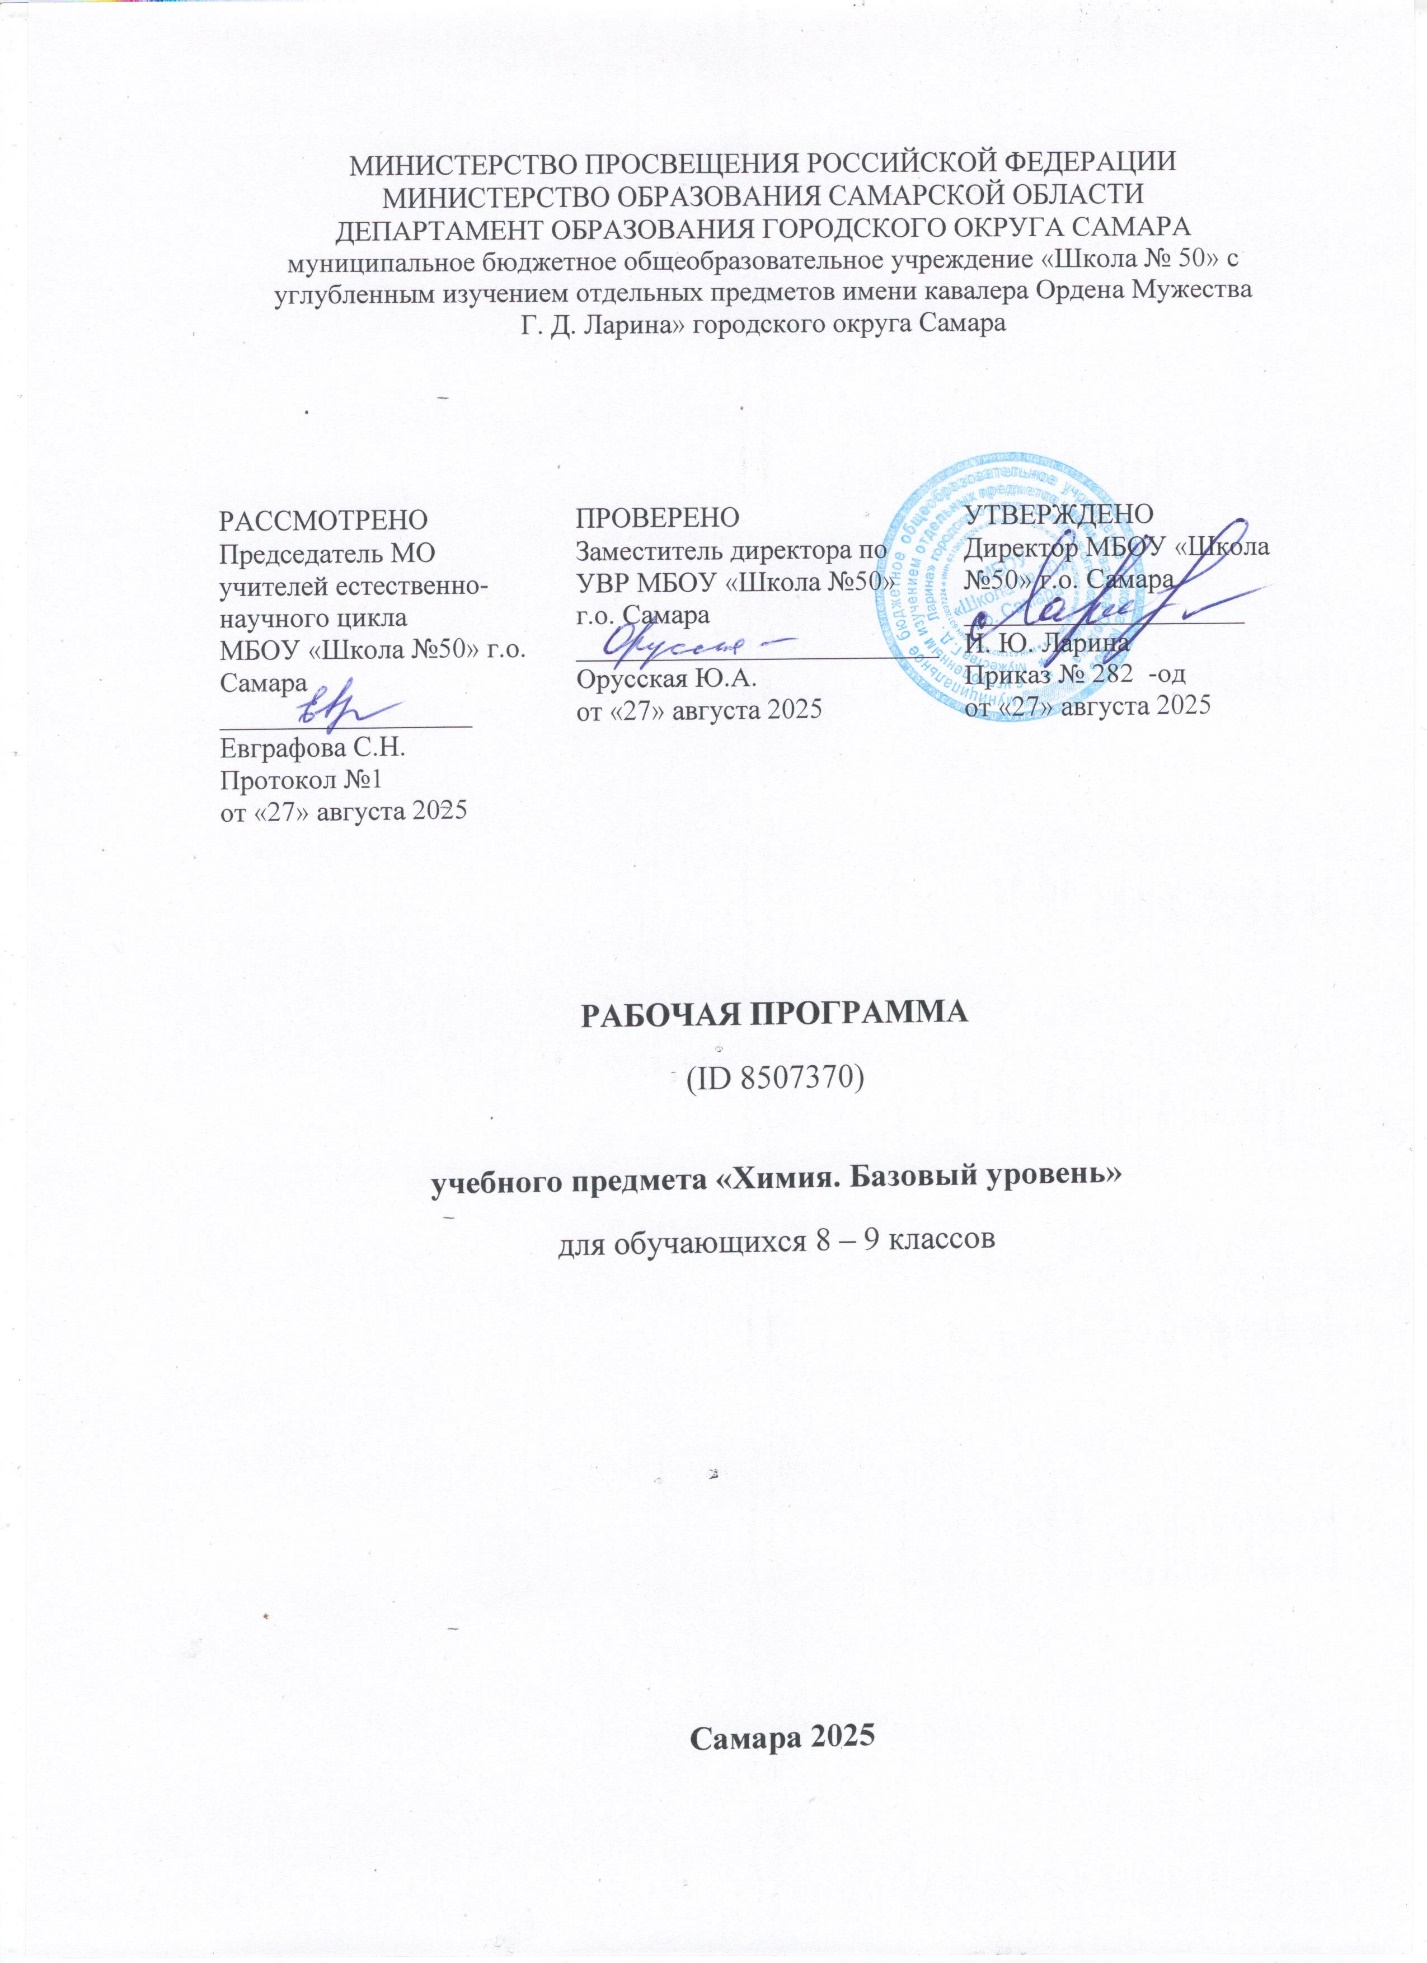 МИНИСТЕРСТВО ПРОСВЕЩЕНИЯ РОССИЙСКОЙ ФЕДЕРАЦИИ
МИНИСТЕРСТВО ОБРАЗОВАНИЯ САМАРСКОЙ ОБЛАСТИ
ДЕПАРТАМЕНТ ОБРАЗОВАНИЯ ГОРОДСКОГО ОКРУГА САМАРА
муниципальное бюджетное общеобразовательное учреждение «Школа № 50» с
углубленным изучением отдельных предметов имени кавалера Ордена Мужества
Г. Д. Ларина» городского округа Самара
РАССМОТРЕНО
Председатель МО
учителей естественно-
научного цикла
МБОУ «Школа №50» г.о.
Самара
Евграфова С.Н.
Протокол №1
от «27» августа 2025
ПРОВЕРЕНО
Заместитель директора по
УВР МБОУ «Школа №50»
г.о. Самара
Орусская Ю.А.
от «27» августа 2025
УТВЕРЖДЕНО
Директор МБОУ «Школа
№50» г.о. Самара
И. Ю. Ларина
Приказ № 282 -од
от «27» августа 2025
РАБОЧАЯ ПРОГРАММА
(ID 8507370)
учебного предмета «Химия. Базовый уровень»
для обучающихся 8 – 9 классов
Самара 2025